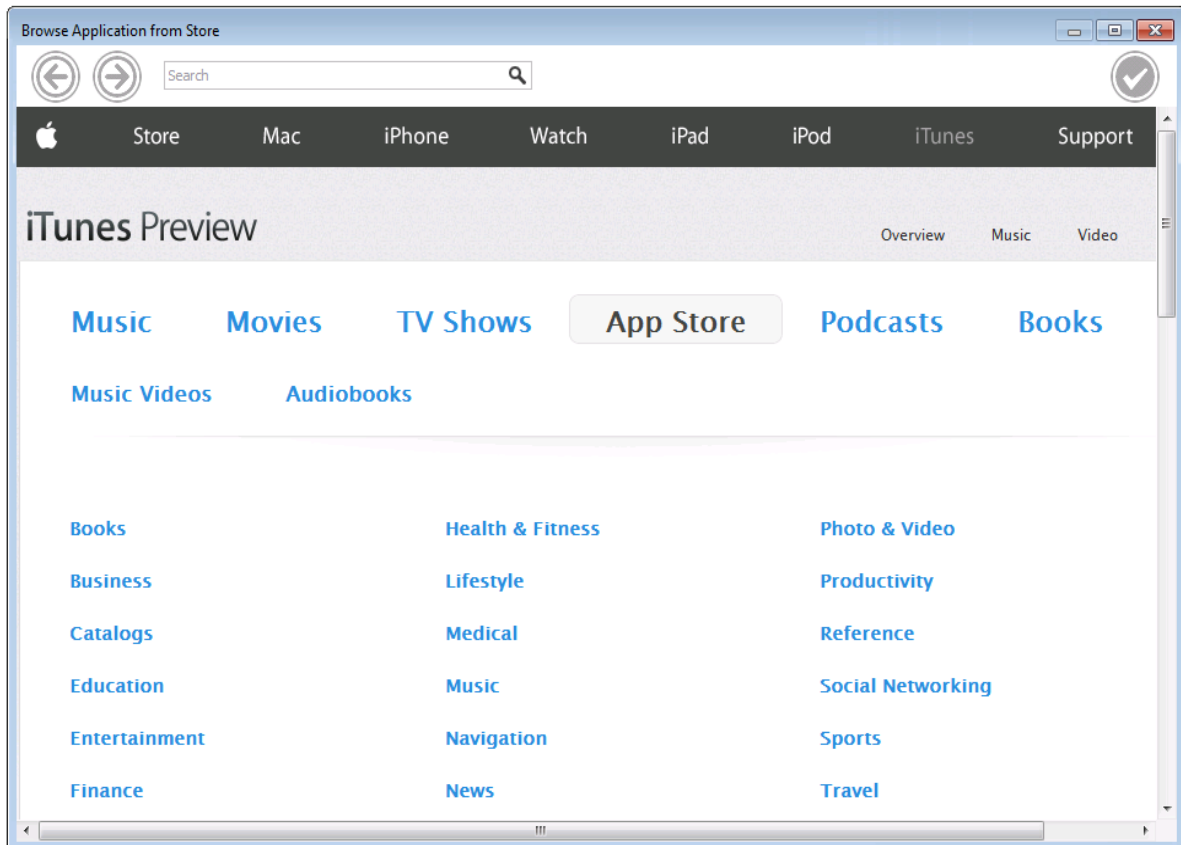 Browse Application from Store
Search
Store Mac iPhone Watch iPad iPod iTunes Support
iTunes Preview Overview Music Video
Music Movies TV Shows App Store Podcasts Books
Music Videos Audiobooks
Books Health & Fitness Photo & Video
Business Lifestyle Productivity
Catalogs Medical Reference
Education Music Social Networking
Entertainment Navigation Sports
Finance News Travel